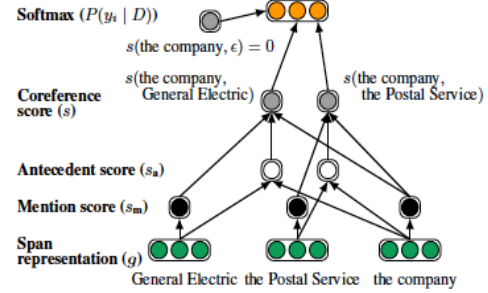 Softmax (P(yᵢ | D))
s(the company, ϵ) = 0
s(the company,
General Electric)
s(the company,
the Postal Service)
Coreference
score (s)
Antecedent score (sₐ)
Mention score (sₘ)
Span
representation (g)
General Electric the Postal Service the company